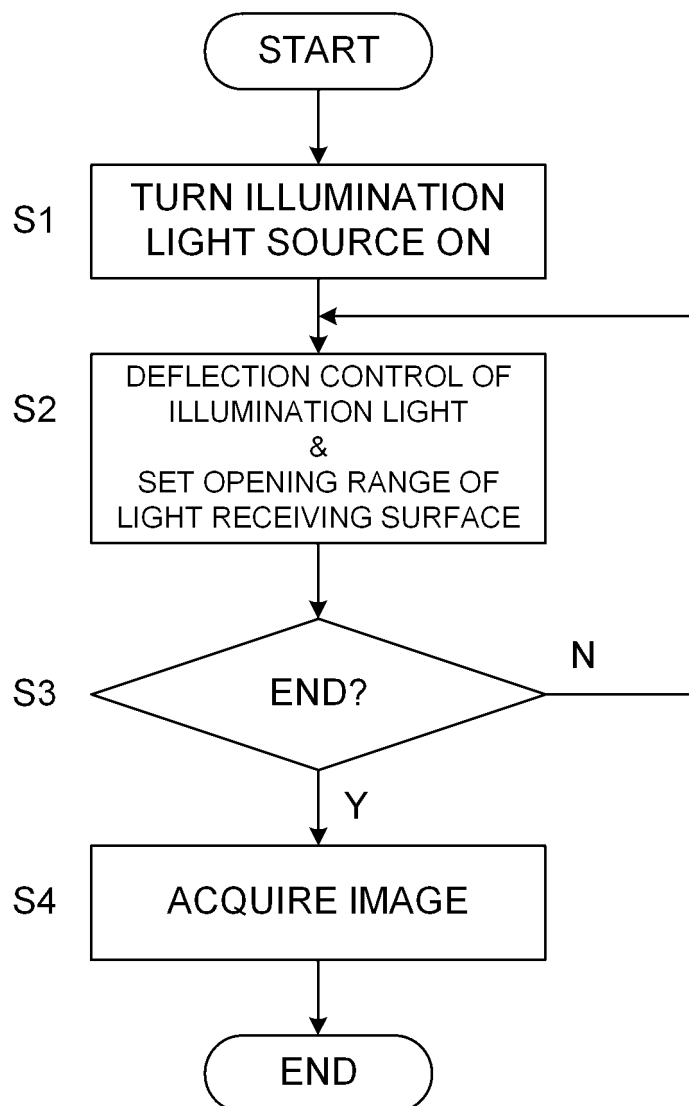 START
S1
TURN ILLUMINATION
LIGHT SOURCE ON
S2
DEFLECTION CONTROL OF
ILLUMINATION LIGHT
&
SET OPENING RANGE OF
LIGHT RECEIVING SURFACE
S3
END?
N
Y
S4
ACQUIRE IMAGE
END